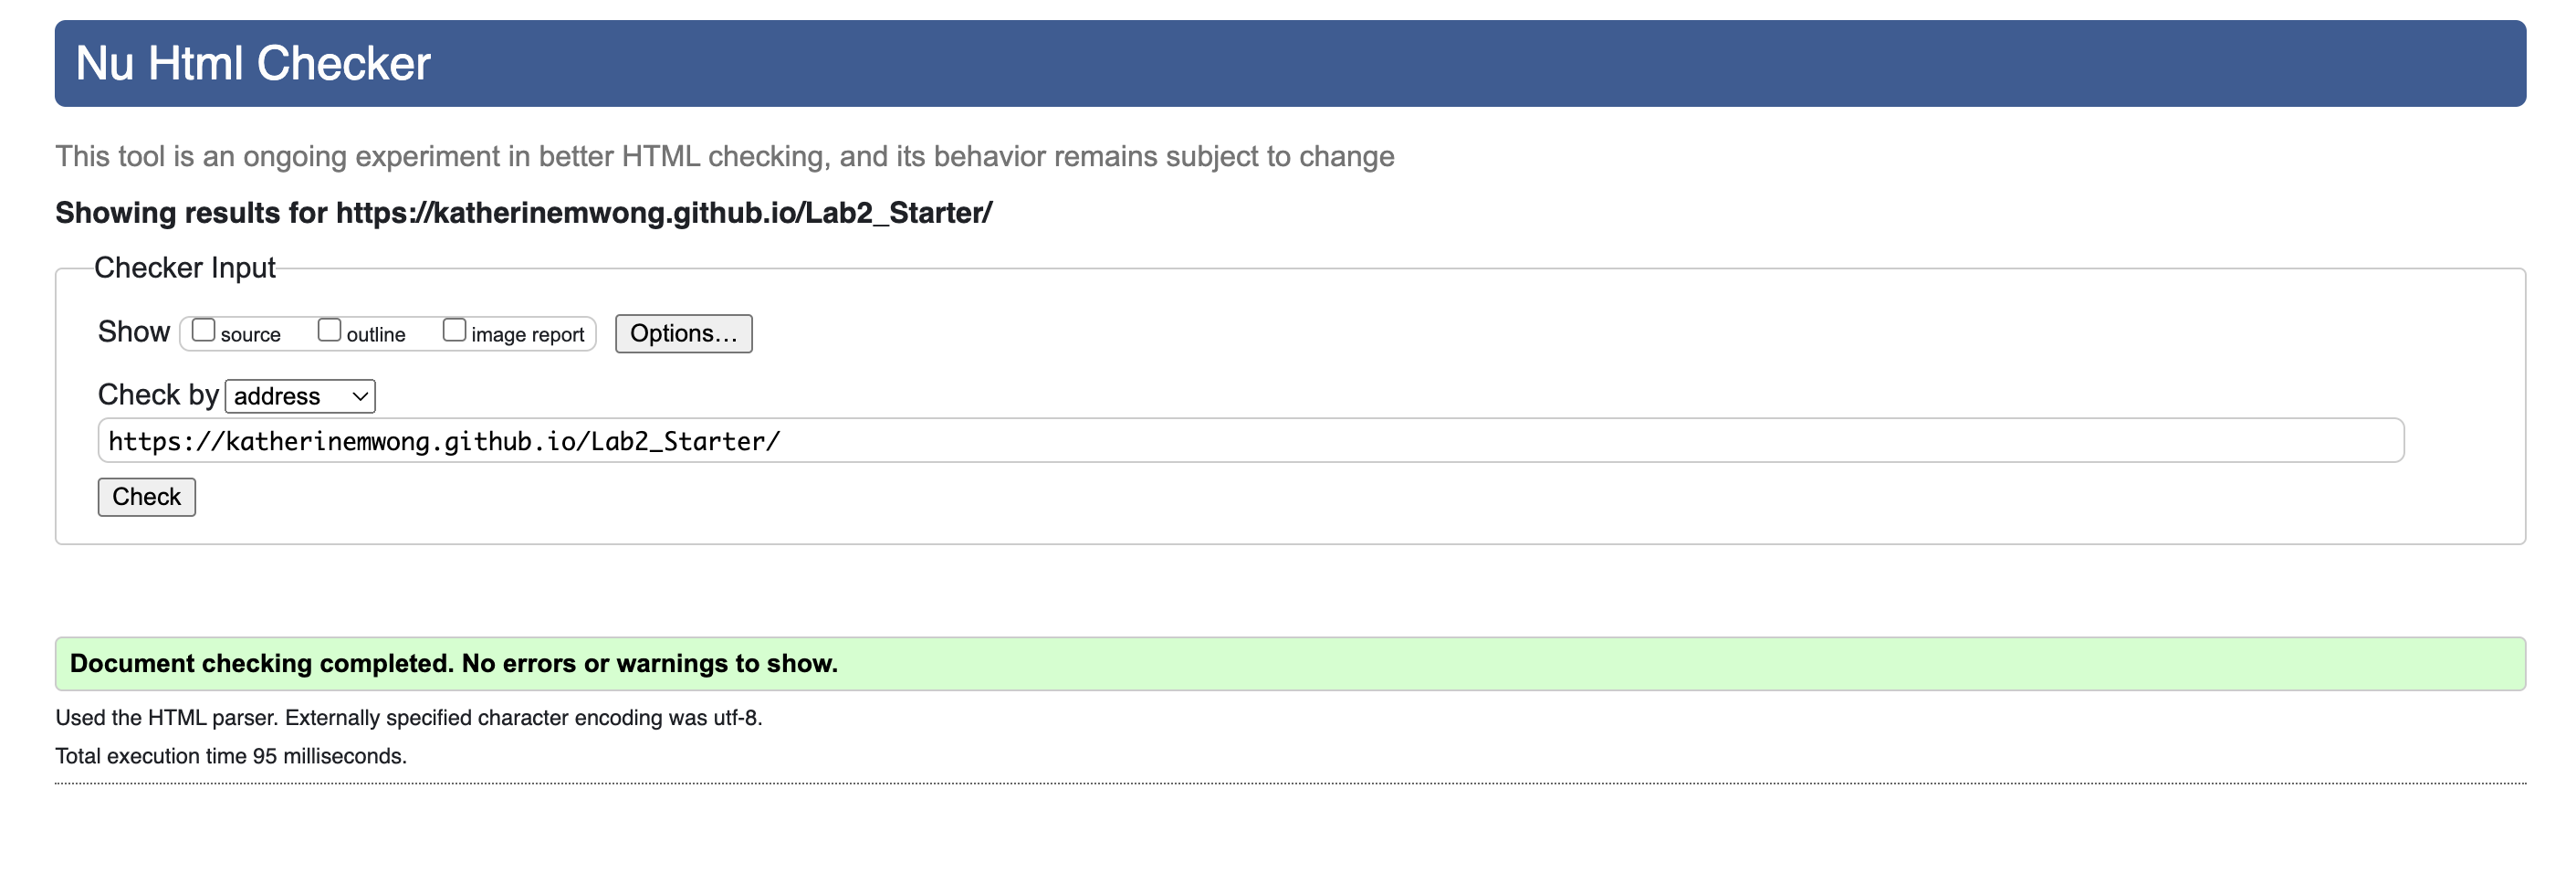 Nu Html Checker
This tool is an ongoing experiment in better HTML checking, and its behavior remains subject to change
Showing results for https://katherinemwong.github.io/Lab2_Starter/
Checker Input
Show source outline image report Options…
Check by address
https://katherinemwong.github.io/Lab2_Starter/
Check
Document checking completed. No errors or warnings to show.
Used the HTML parser. Externally specified character encoding was utf-8.
Total execution time 95 milliseconds.